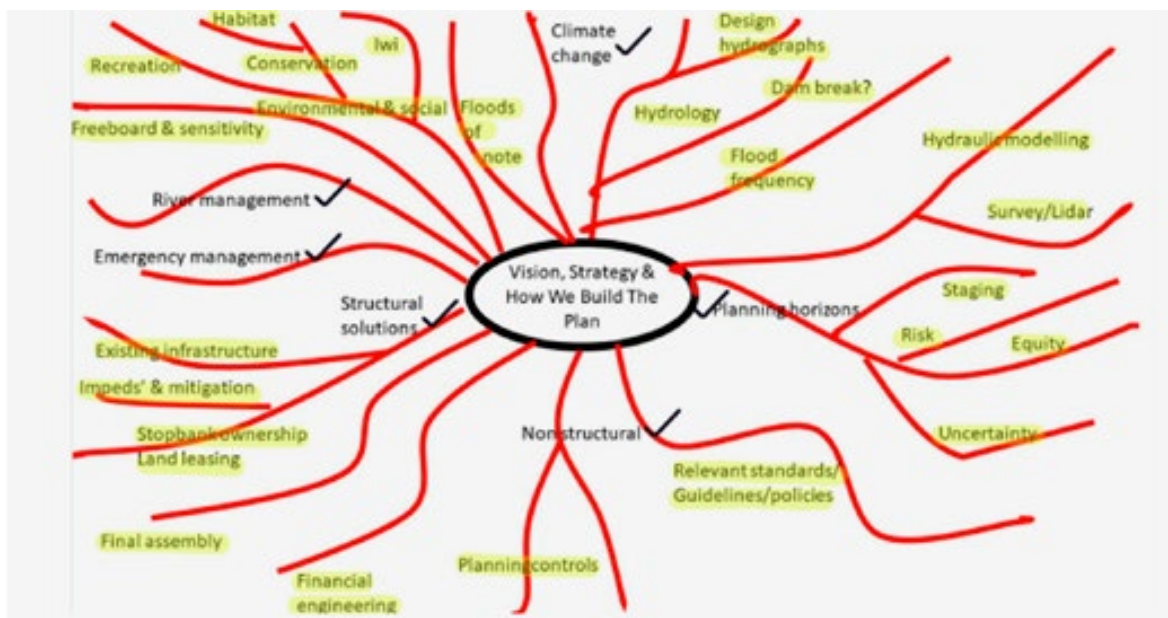 Habitat
Iwi
Climate
change
Design
hydrographs
Recreation
Conservation
Dam break?
Environmental & social
Floods
of
note
Hydrology
Freeboard & sensitivity
Hydraulic modelling
Flood
frequency
River management
Survey/Lidar
Emergency management
Vision, Strategy &
How We Build The
Plan
Structural
solutions
Planning horizons
Staging
Risk
Equity
Existing infrastructure
Impeds' & mitigation
Stopbank ownership
Land leasing
Non structural
Uncertainty
Relevant standards/
Guidelines/policies
Final assembly
Planning controls
Financial
engineering